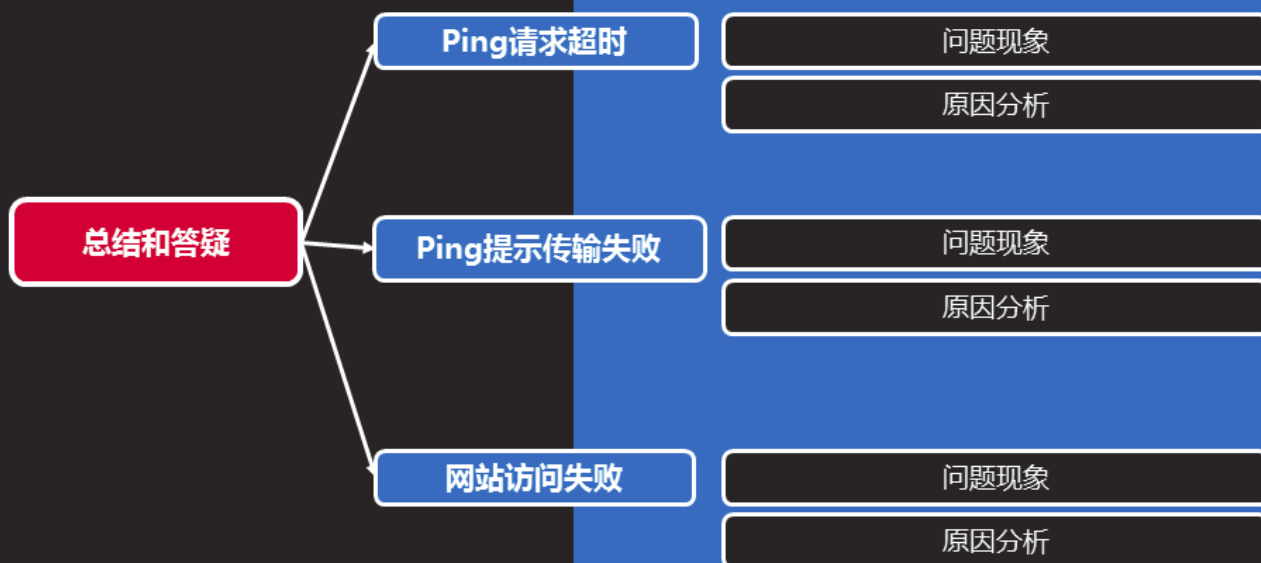 Ping请求超时
问题现象
原因分析
总结和答疑
Ping提示传输失败
问题现象
原因分析
网站访问失败
问题现象
原因分析